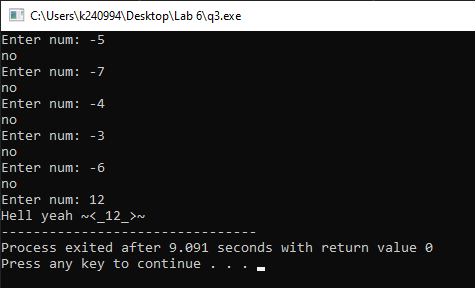 C:\Users\k240994\Desktop\Lab 6\q3.exe
Enter num: -5
no
Enter num: -7
no
Enter num: -4
no
Enter num: -3
no
Enter num: -6
no
Enter num: 12
Hell yeah ~<_12_>~
--------------------------------
Process exited after 9.091 seconds with return value 0
Press any key to continue . . .